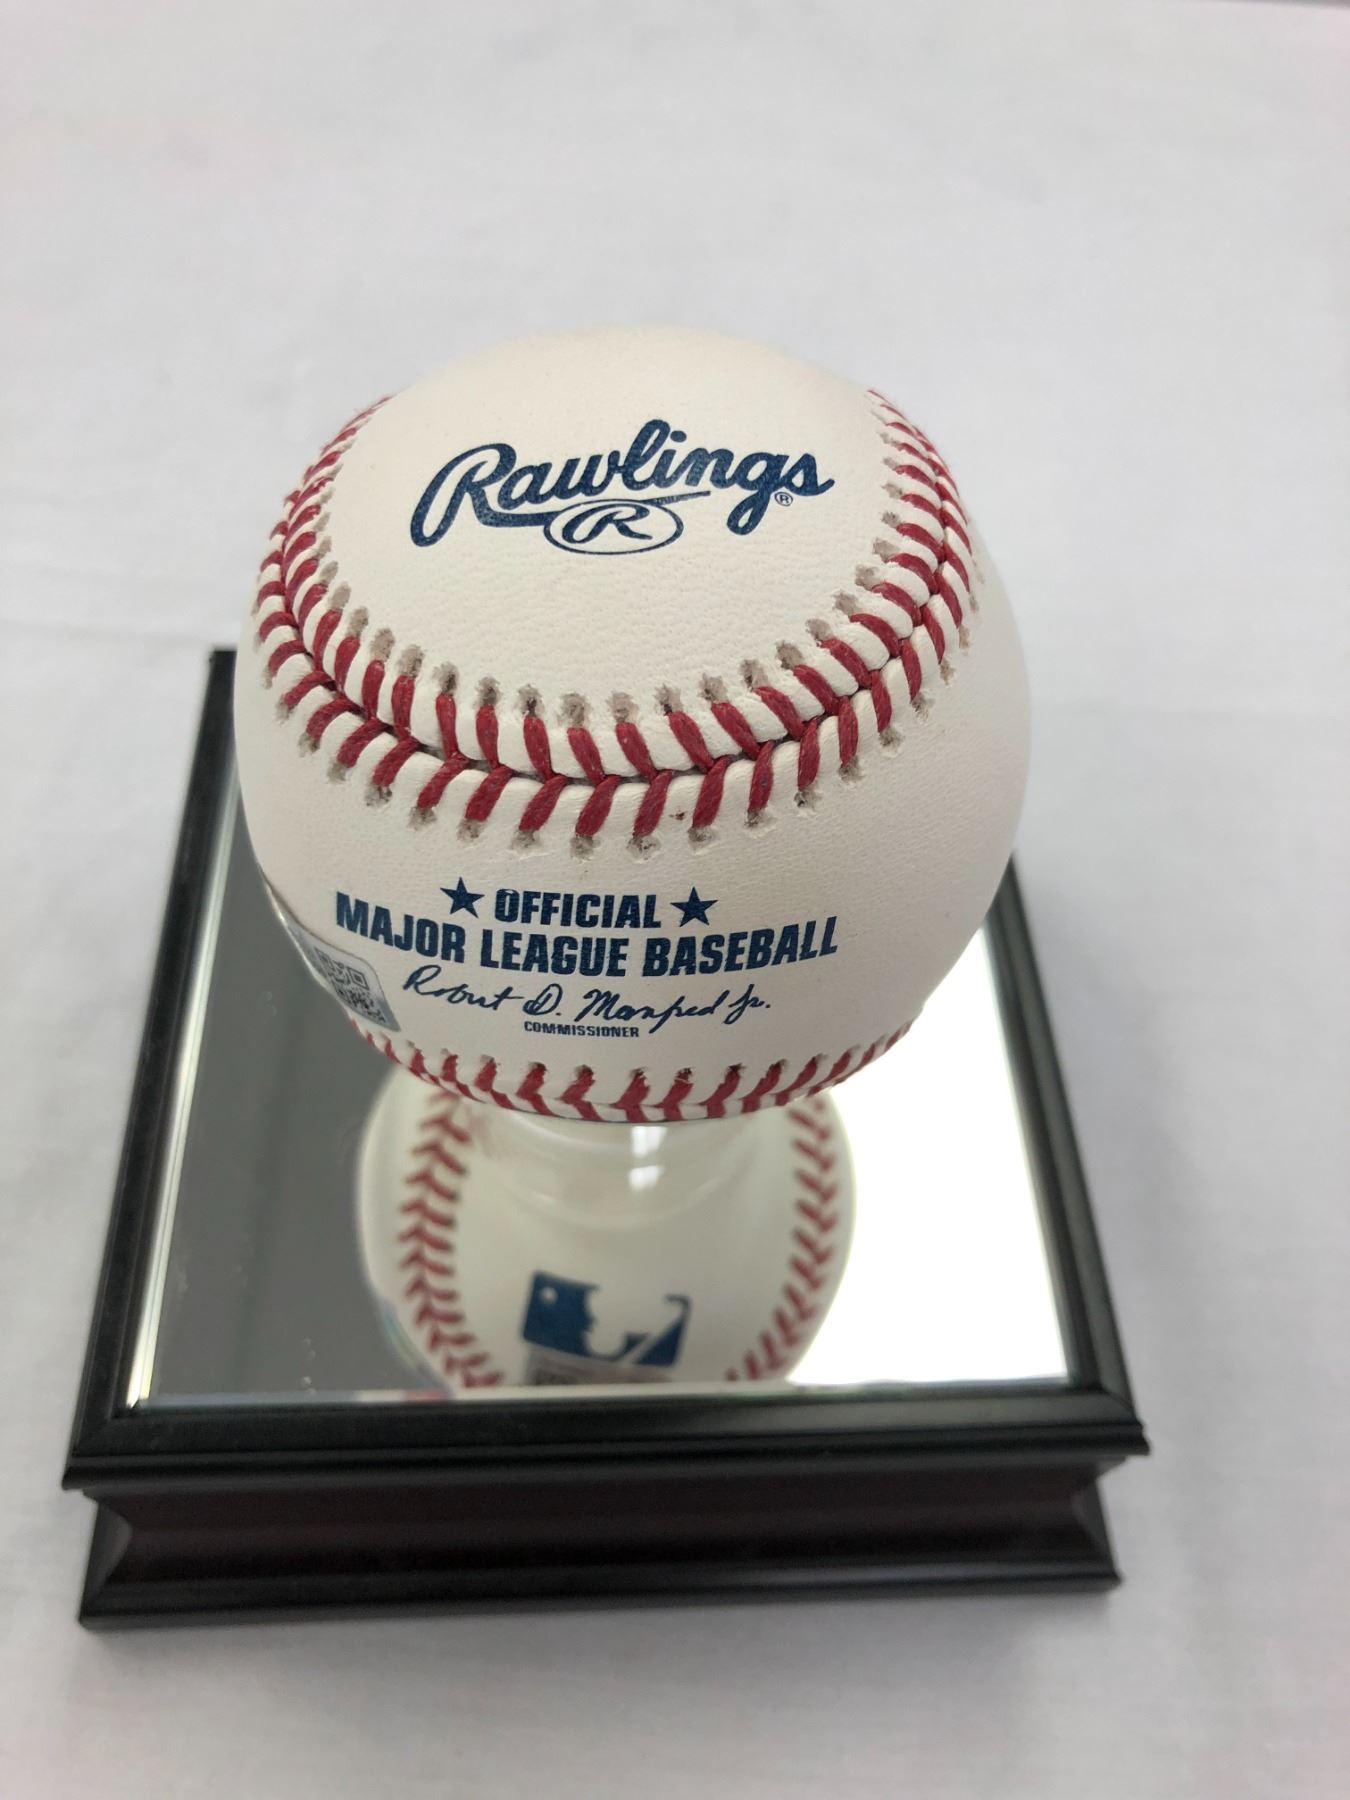 Rawlings®
R
★ OFFICIAL ★
MAJOR LEAGUE BASEBALL
Robert D. Manfred Jr.
COMMISSIONER